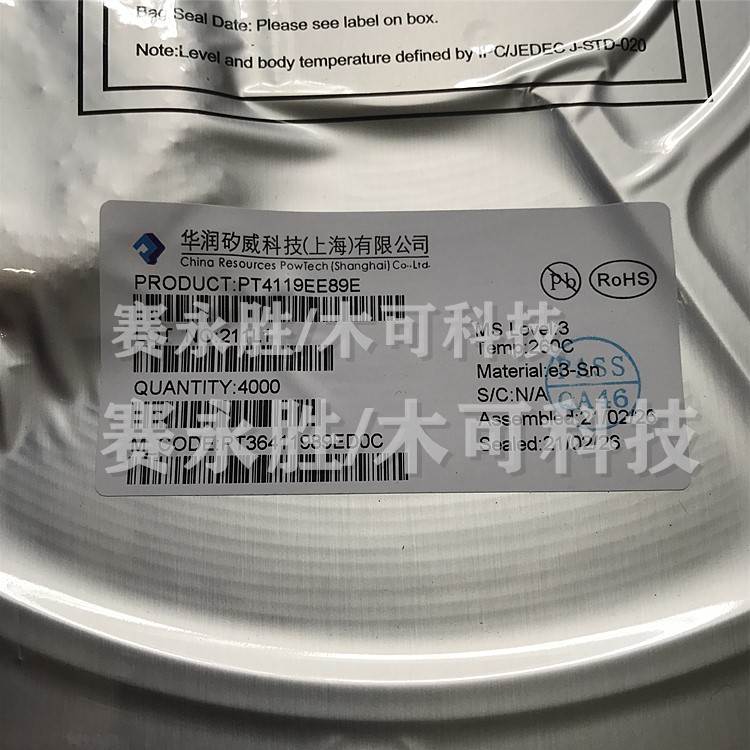 Bag Seal Date: Please see label on box.
Note:Level and body temperature defined by IPC/JEDEC J-STD-020
华润矽威科技(上海)有限公司
China Resources PowTech (Shanghai) Co., Ltd.
PRODUCT:PT4119EE89E
Pb
RoHS
赛永胜/木可科技
MS Level:3
Temp:260C
QUANTITY:4000
Material:e3-Sn
PASS
S/C:N/A
QA46
Assembled:21/02/26
赛永胜/木可科技
Sealed:21/02/26